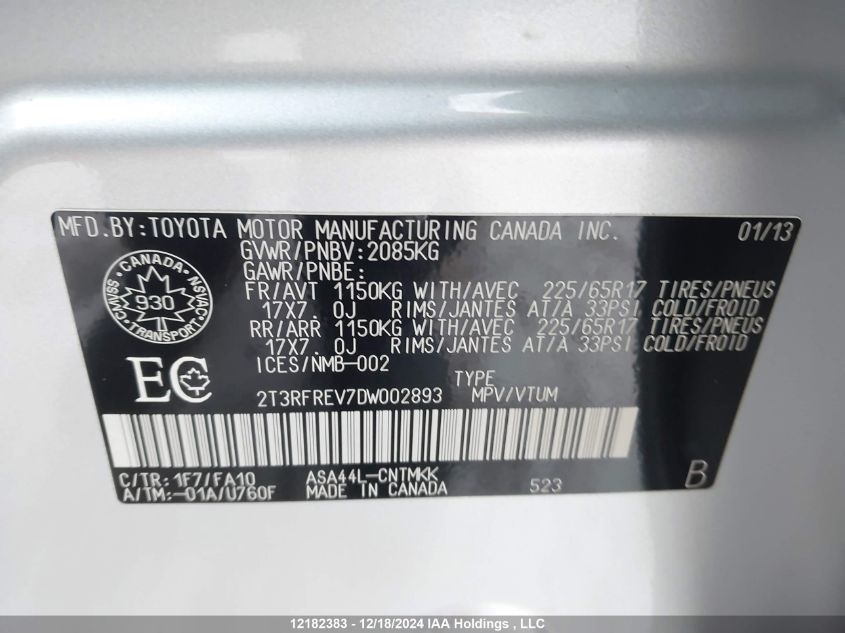 MFD.BY:TOYOTA MOTOR MANUFACTURING CANADA INC. 01/13
GVWR/PNBV:2085KG
GAWR/PNBE:
FR/AVT 1150KG WITH/AVEC 225/65R17 TIRES/PNEUS
17X7.0J RIMS/JANTES AT/A 33PSI COLD/FROID
RR/ARR 1150KG WITH/AVEC 225/65R17 TIRES/PNEUS
17X7.0J RIMS/JANTES AT/A 33PSI COLD/FROID
ICES/NMB-002
CANADA
CMVSS NSVAC
930
TRANSPORT
EC
TYPE
2T3RFREV7DW002893 MPV/VTUM
C/TR:1F7/FA10 ASA44L-CNTMKK
A/TM:-01A/U760F MADE IN CANADA 523 B
12182383 - 12/18/2024 IAA Holdings, LLC